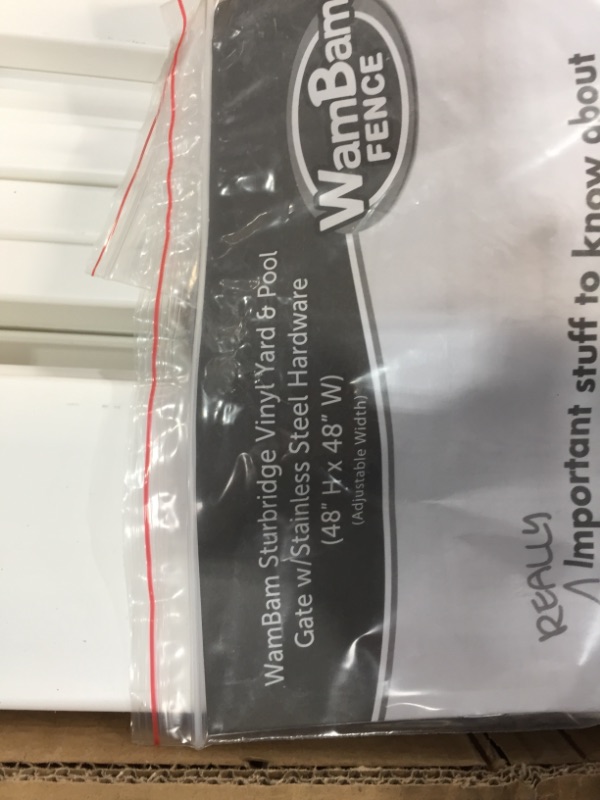 WamBam
FENCE
WamBam Sturbridge Vinyl Yard & Pool
Gate w/Stainless Steel Hardware
(48" H x 48" W)
(Adjustable Width)
REALLY
Important stuff to know about